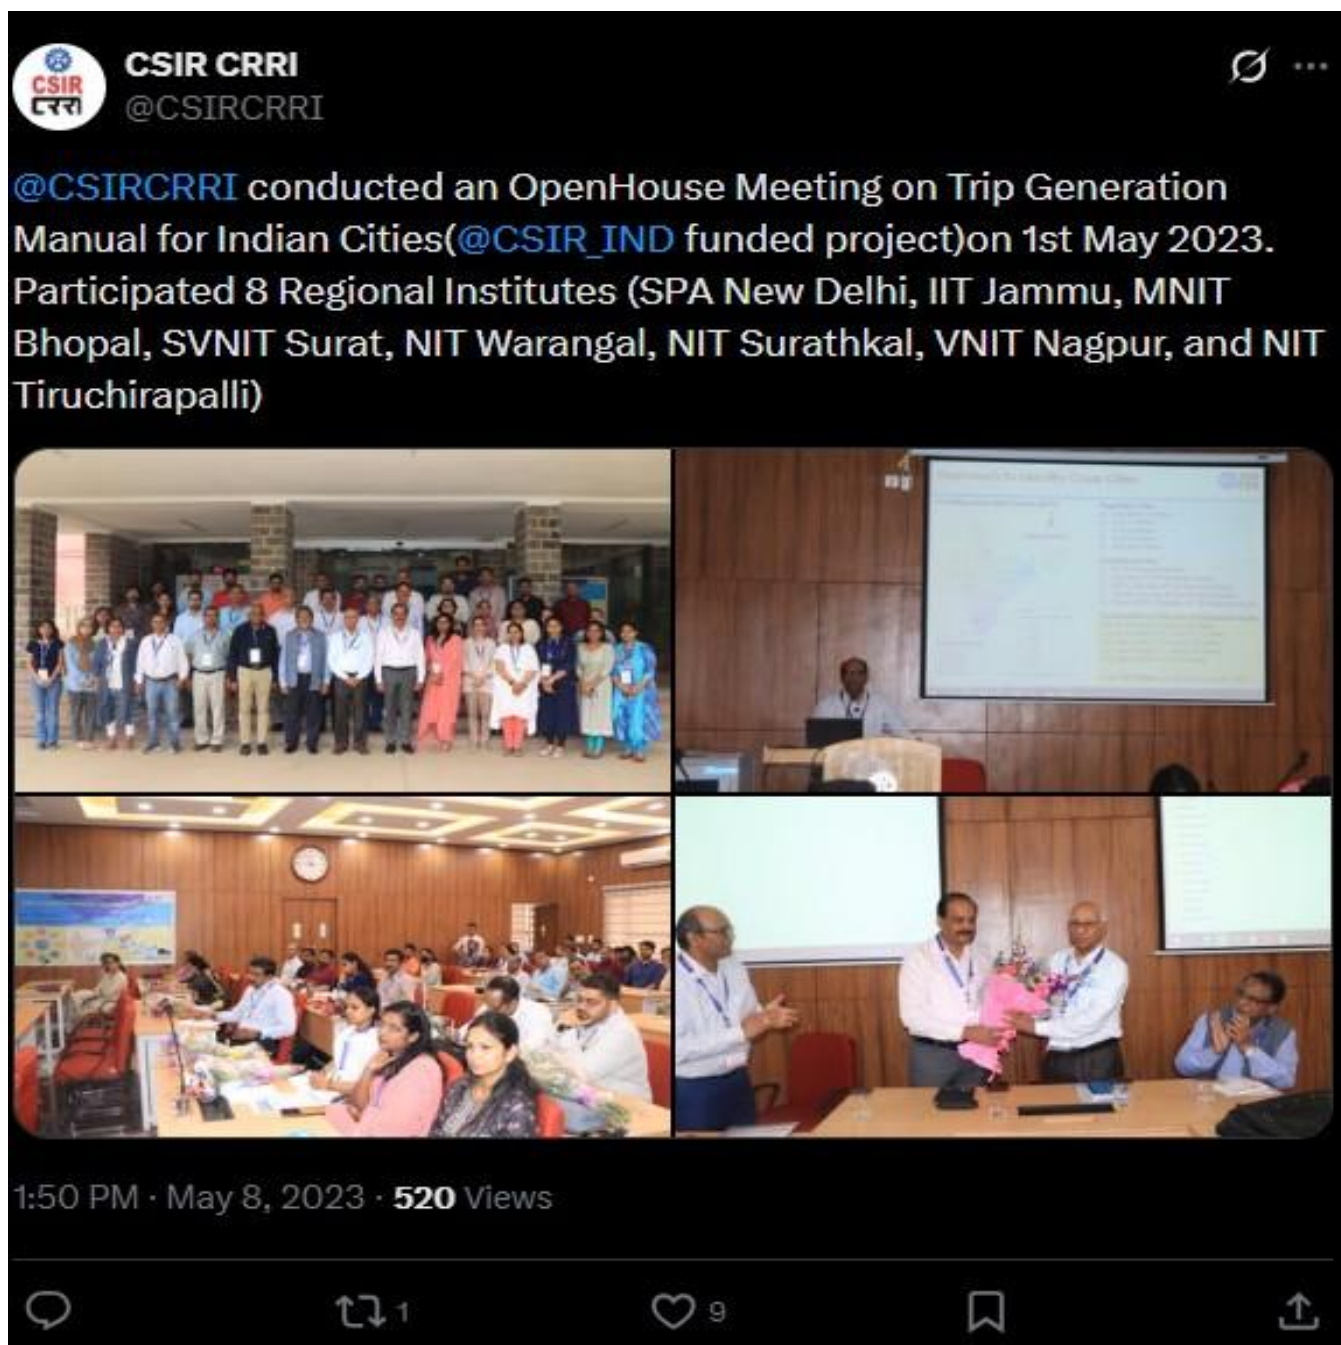 CSIR
CRRI
CSIR CRRI
@CSIRCRRI
@CSIRCRRI conducted an OpenHouse Meeting on Trip Generation
Manual for Indian Cities(@CSIR_IND funded project)on 1st May 2023.
Participated 8 Regional Institutes (SPA New Delhi, IIT Jammu, MNIT
Bhopal, SVNIT Surat, NIT Warangal, NIT Surathkal, VNIT Nagpur, and NIT
Tiruchirapalli)
1:50 PM · May 8, 2023 · 520 Views
1
9